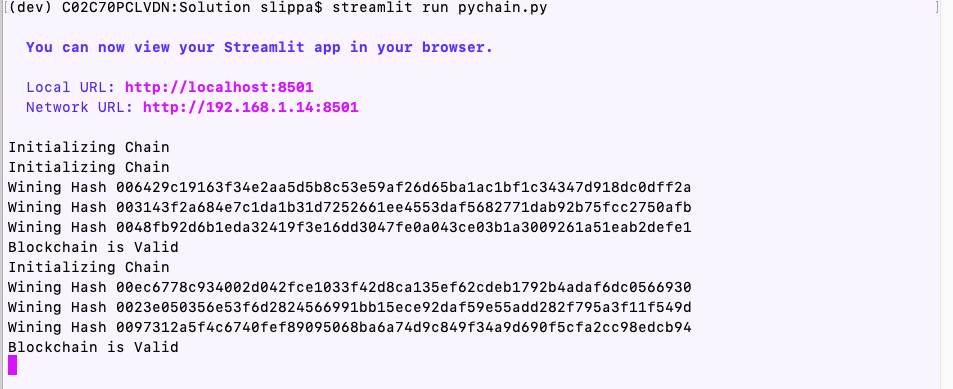 [(dev) C02C70PCLVDN:Solution slippa$ streamlit run pychain.py ]
You can now view your Streamlit app in your browser.
Local URL: http://localhost:8501
Network URL: http://192.168.1.14:8501
Initializing Chain
Initializing Chain
Wining Hash 006429c19163f34e2aa5d5b8c53e59af26d65ba1ac1bf1c34347d918dc0dff2a
Wining Hash 003143f2a684e7c1da1b31d7252661ee4553daf5682771dab92b75fcc2750afb
Wining Hash 0048fb92d6b1eda32419f3e16dd3047fe0a043ce03b1a3009261a51eab2defe1
Blockchain is Valid
Initializing Chain
Wining Hash 00ec6778c934002d042fce1033f42d8ca135ef62cdeb1792b4adaf6dc0566930
Wining Hash 0023e050356e53f6d2824566991bb15ece92daf59e55add282f795a3f11f549d
Wining Hash 0097312a5f4c6740fef89095068ba6a74d9c849f34a9d690f5cfa2cc98edcb94
Blockchain is Valid